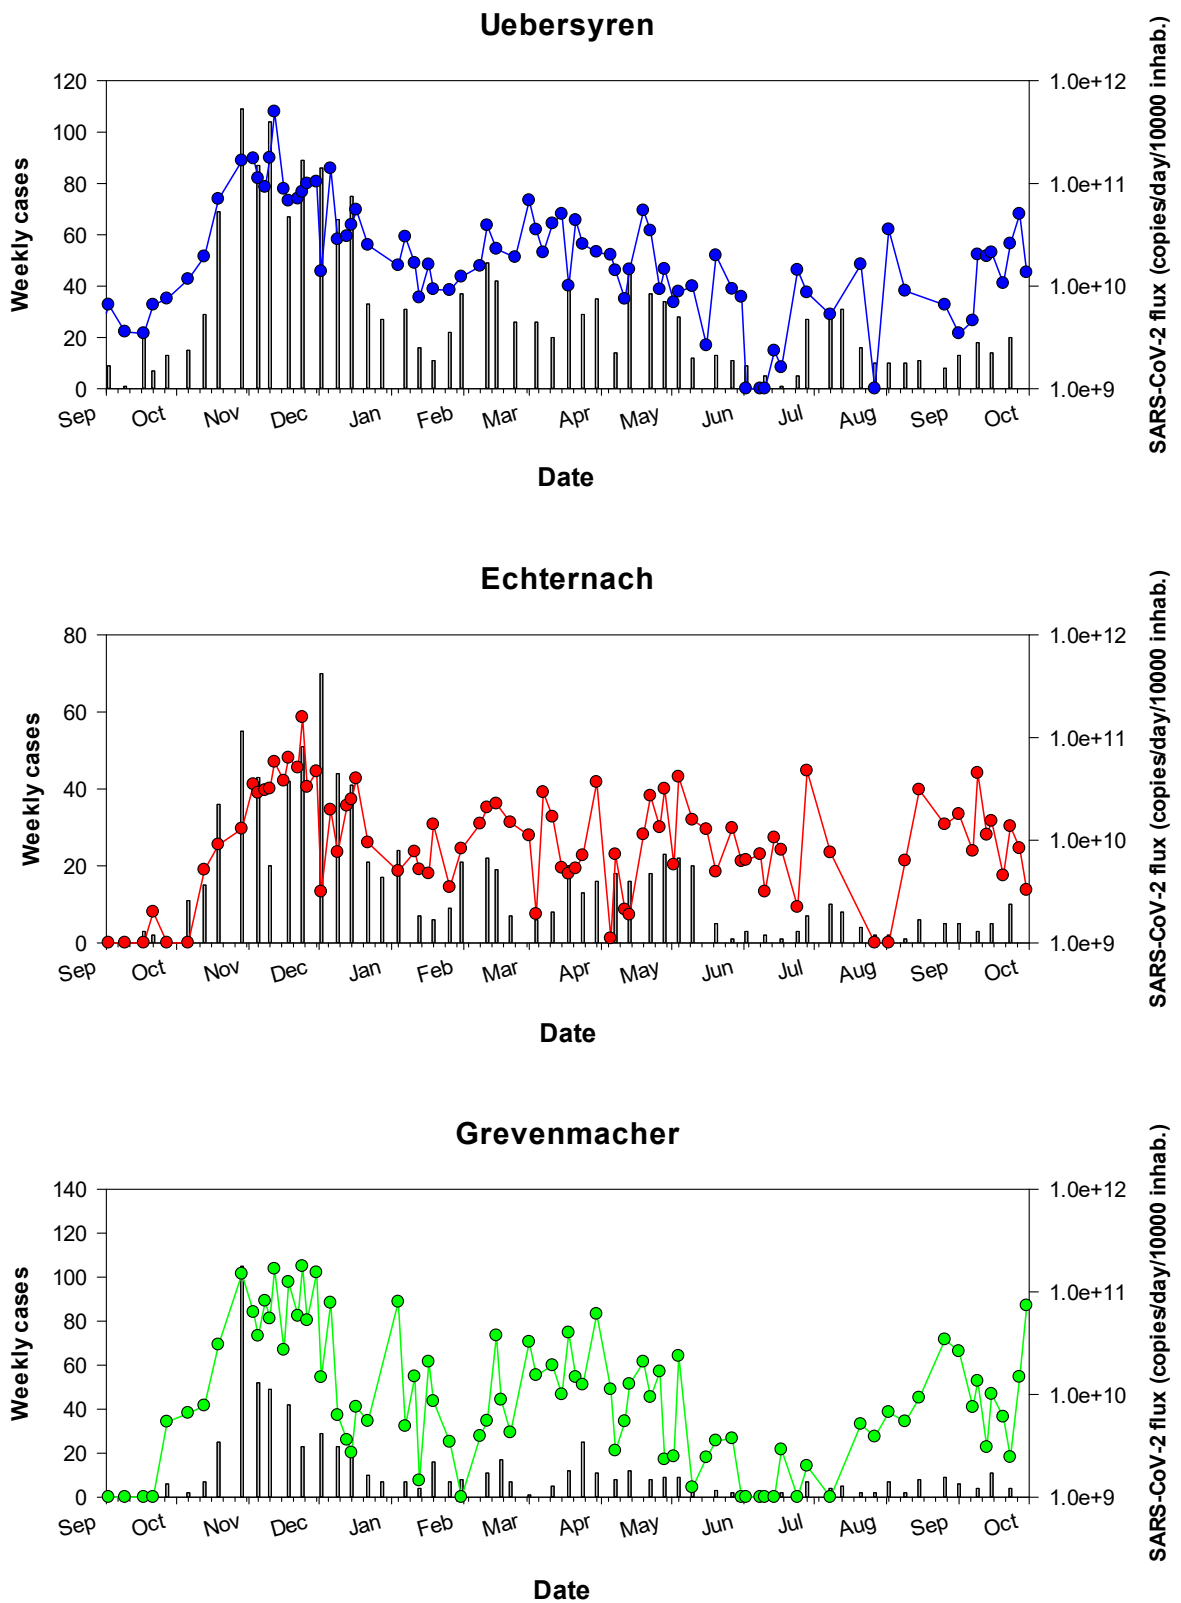 Uebersyren
Weekly cases
120
100
80
60
40
20
0
1.0e+12
1.0e+11
1.0e+10
1.0e+9
SARS-CoV-2 flux (copies/day/10000 inhab.)
Sep Oct Nov Dec Jan Feb Mar Apr May Jun Jul Aug Sep Oct
Date
Echternach
Weekly cases
80
60
40
20
0
1.0e+12
1.0e+11
1.0e+10
1.0e+9
SARS-CoV-2 flux (copies/day/10000 inhab.)
Sep Oct Nov Dec Jan Feb Mar Apr May Jun Jul Aug Sep Oct
Date
Grevenmacher
Weekly cases
140
120
100
80
60
40
20
0
1.0e+12
1.0e+11
1.0e+10
1.0e+9
SARS-CoV-2 flux (copies/day/10000 inhab.)
Sep Oct Nov Dec Jan Feb Mar Apr May Jun Jul Aug Sep Oct
Date